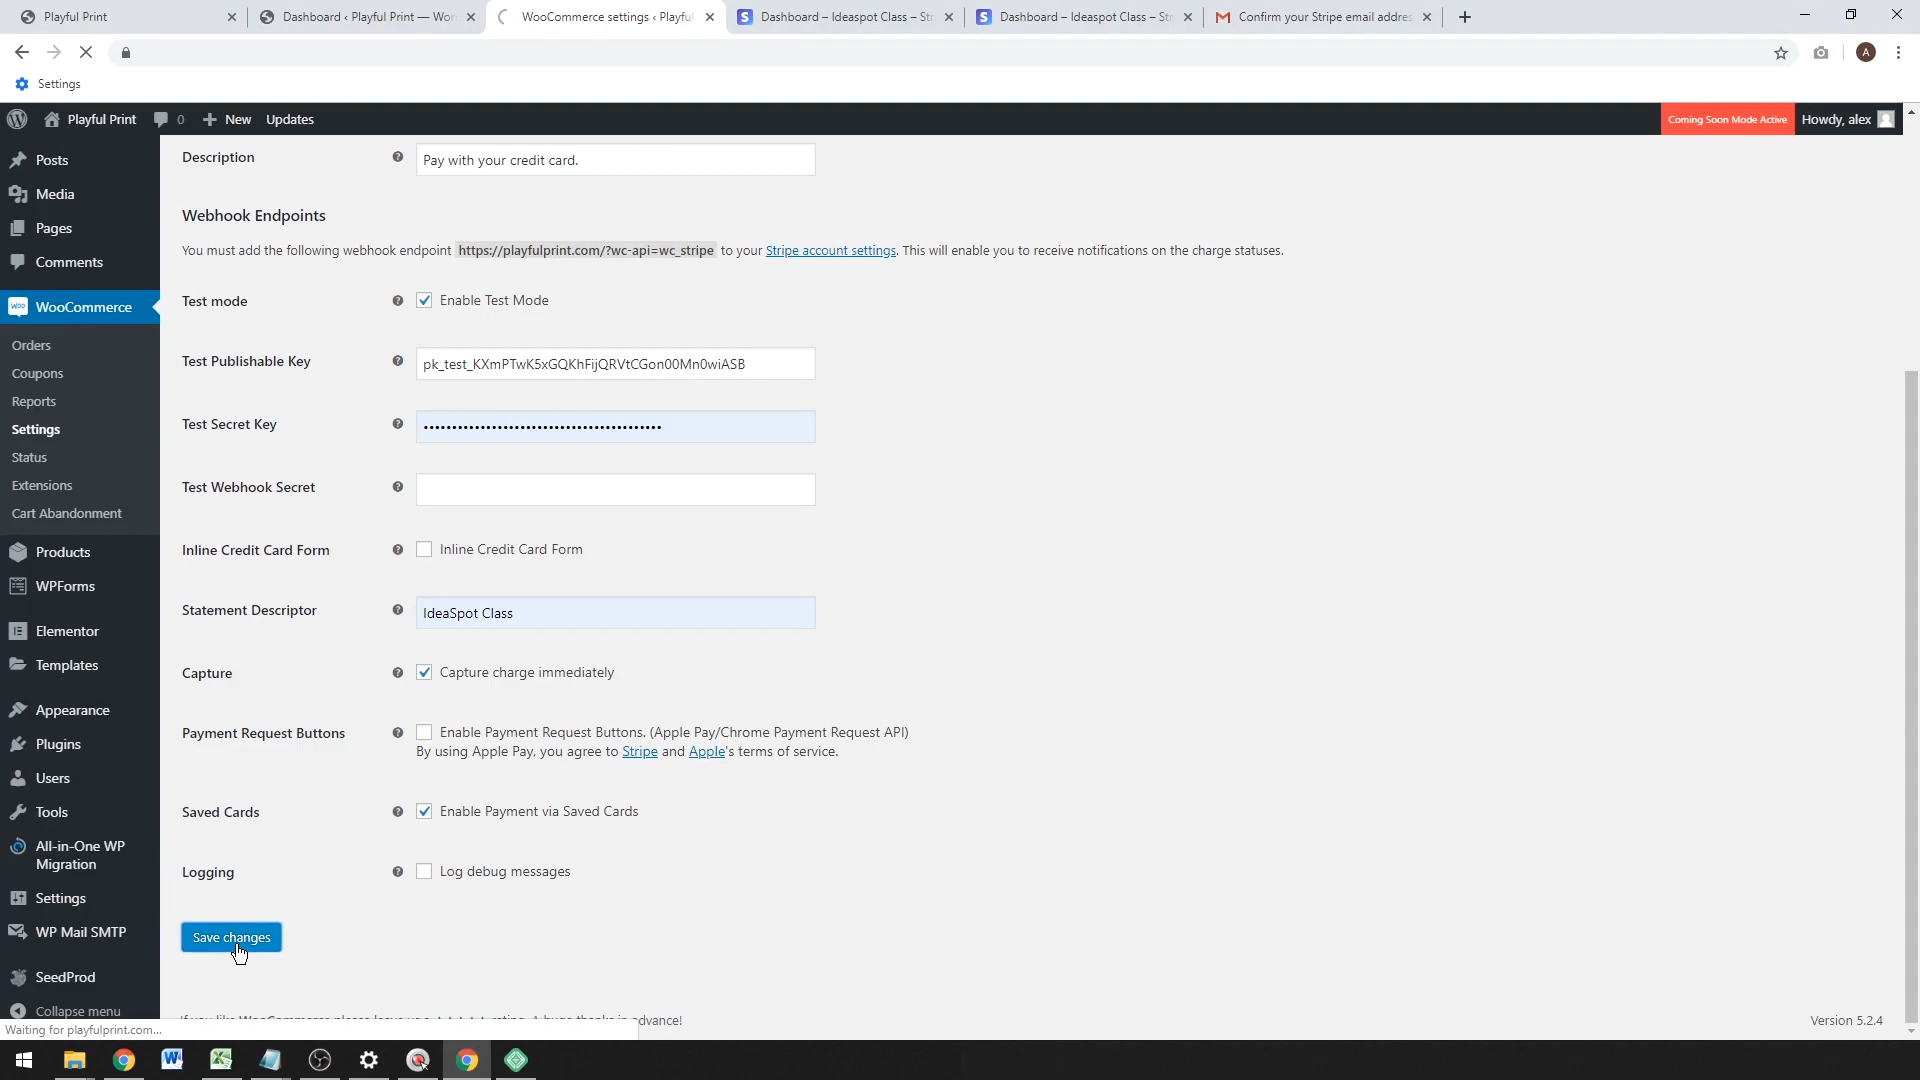 Playful Print
Dashboard ‹ Playful Print — Wor
WooCommerce settings ‹ Playful
Dashboard – Ideaspot Class – Str
Dashboard – Ideaspot Class – Str
Confirm your Stripe email addres
A
Settings
Playful Print
0
New
Updates
Coming Soon Mode Active
Howdy, alex
Posts
Media
Pages
Comments
WooCommerce
Orders
Coupons
Reports
Settings
Status
Extensions
Cart Abandonment
Products
WPForms
Elementor
Templates
Appearance
Plugins
Users
Tools
All-in-One WP
Migration
Settings
WP Mail SMTP
SeedProd
Collapse menu
Description
Pay with your credit card.
Webhook Endpoints
You must add the following webhook endpoint https://playfulprint.com/?wc-api=wc_stripe to your Stripe account settings. This will enable you to receive notifications on the charge statuses.
Test mode
Enable Test Mode
Test Publishable Key
pk_test_KXmPTwK5xGQKhFijQRVtCGon00Mn0wiASB
Test Secret Key
Test Webhook Secret
Inline Credit Card Form
Inline Credit Card Form
Statement Descriptor
IdeaSpot Class
Capture
Capture charge immediately
Payment Request Buttons
Enable Payment Request Buttons. (Apple Pay/Chrome Payment Request API)
By using Apple Pay, you agree to Stripe and Apple's terms of service.
Saved Cards
Enable Payment via Saved Cards
Logging
Log debug messages
Save changes
Version 5.2.4
Waiting for playfulprint.com...